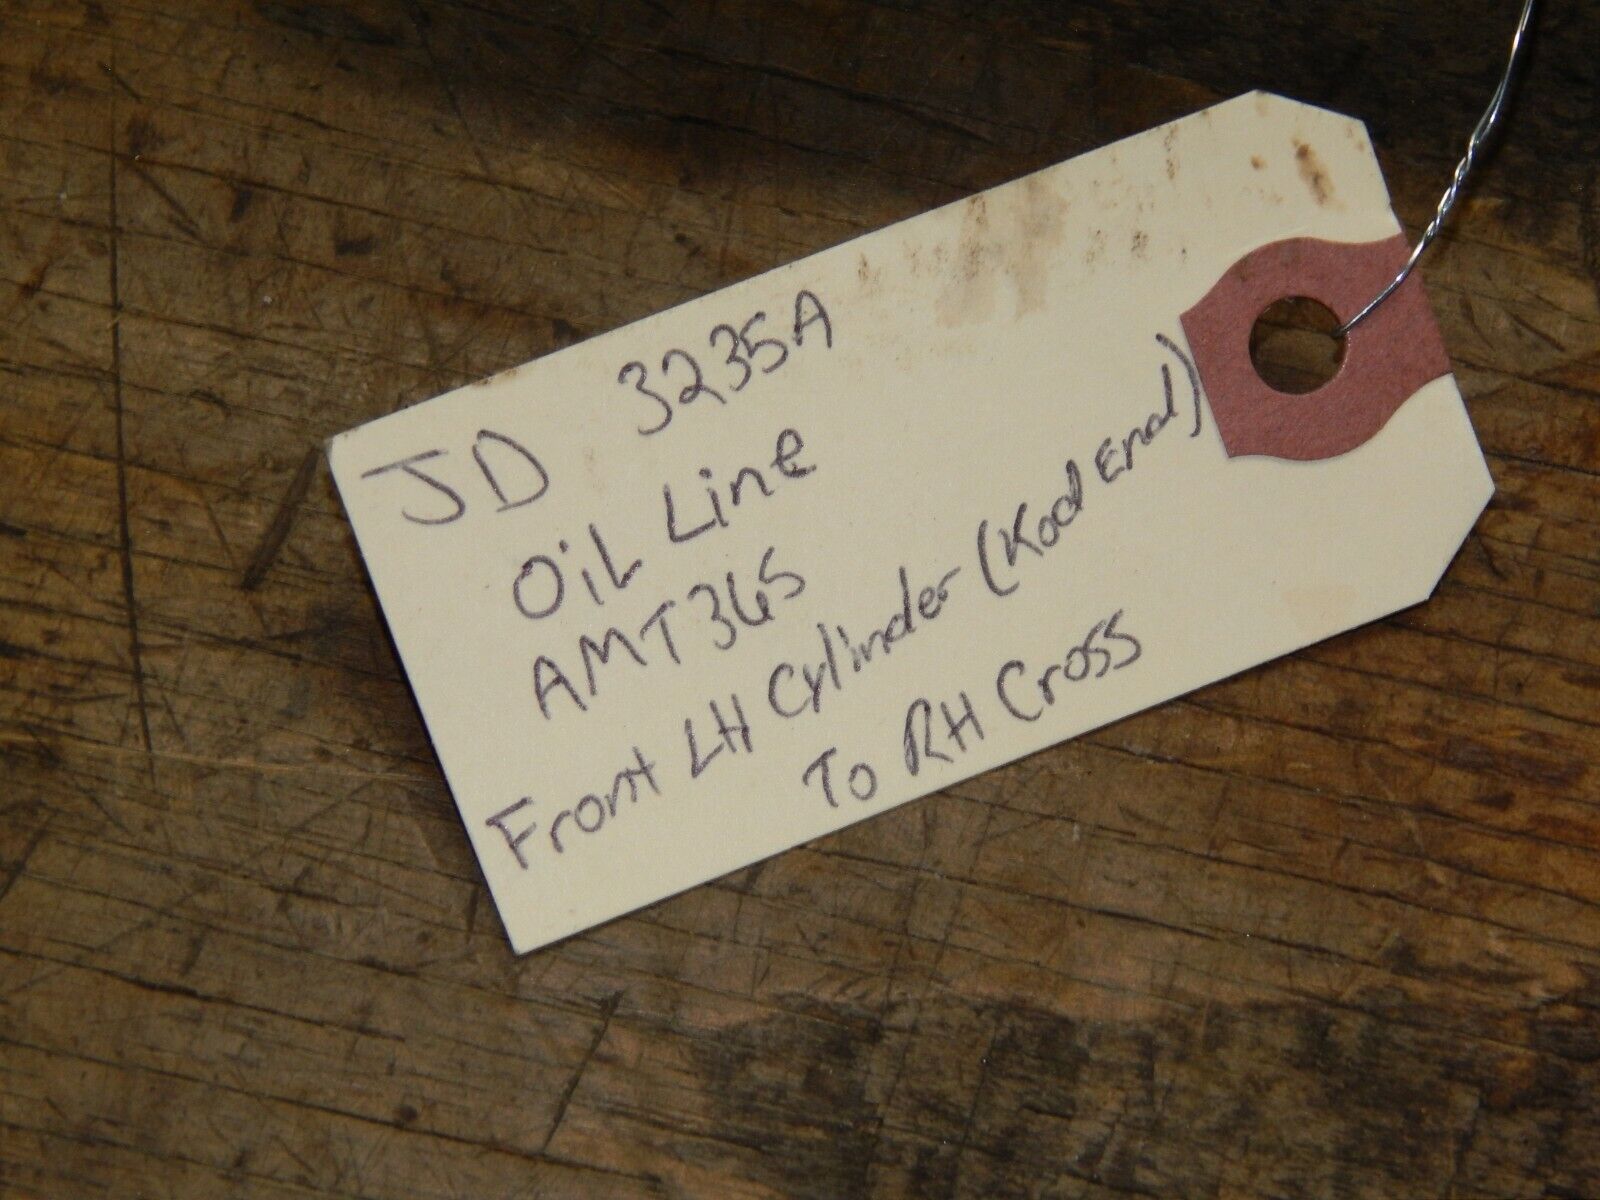 JD 3235A
OiL Line
AMT365
Front LH Cylinder (Rod End)
To RH Cross